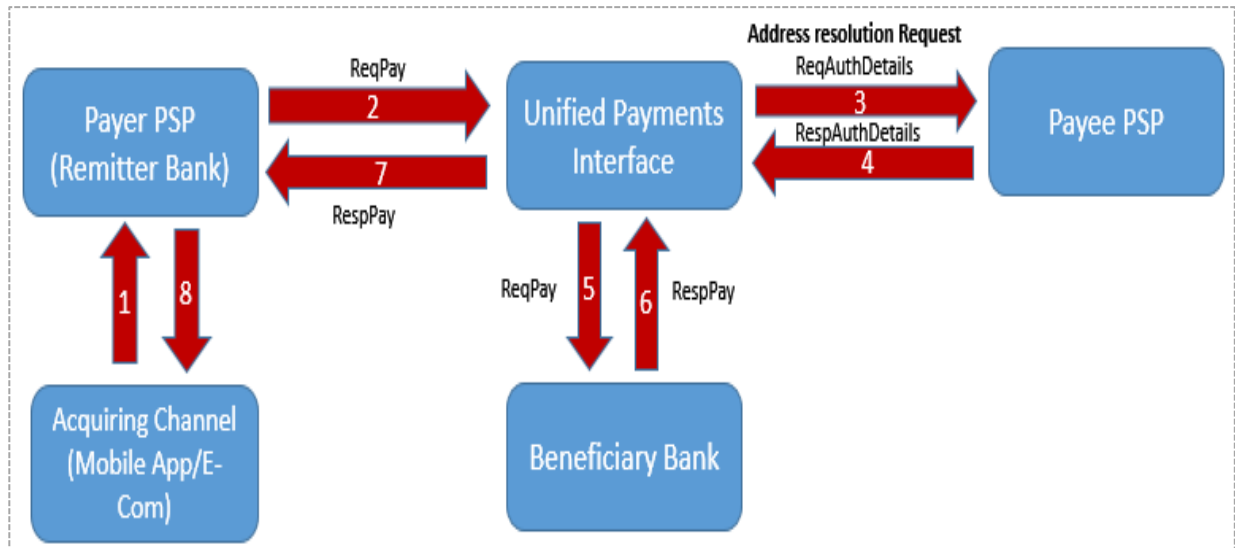 Address resolution Request
ReqPay
ReqAuthDetails
Payer PSP
(Remitter Bank)
2
Unified Payments
Interface
3
Payee PSP
RespAuthDetails
7
4
RespPay
1
8
ReqPay
5
6
RespPay
Acquiring Channel
(Mobile App/E-
Com)
Beneficiary Bank